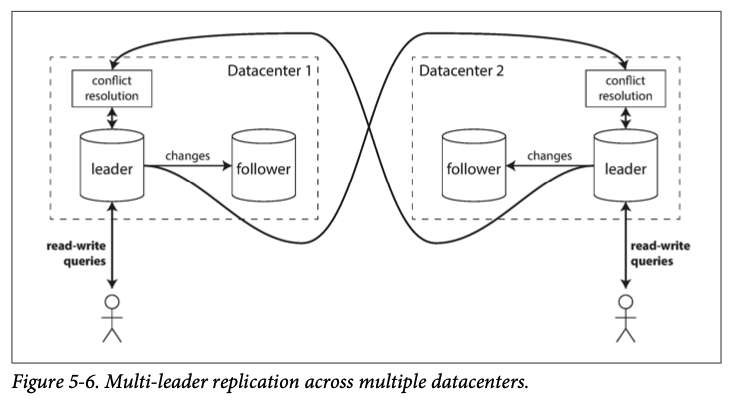 Datacenter 1
conflict
resolution
leader
changes
follower
read-write
queries
Datacenter 2
conflict
resolution
follower
changes
leader
read-write
queries
Figure 5-6. Multi-leader replication across multiple datacenters.